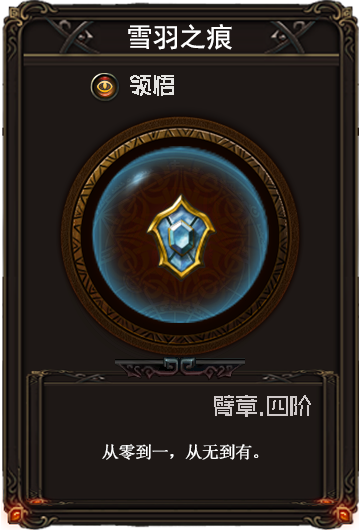 雪羽之痕
领悟
臂章.四阶
从零到一，从无到有。